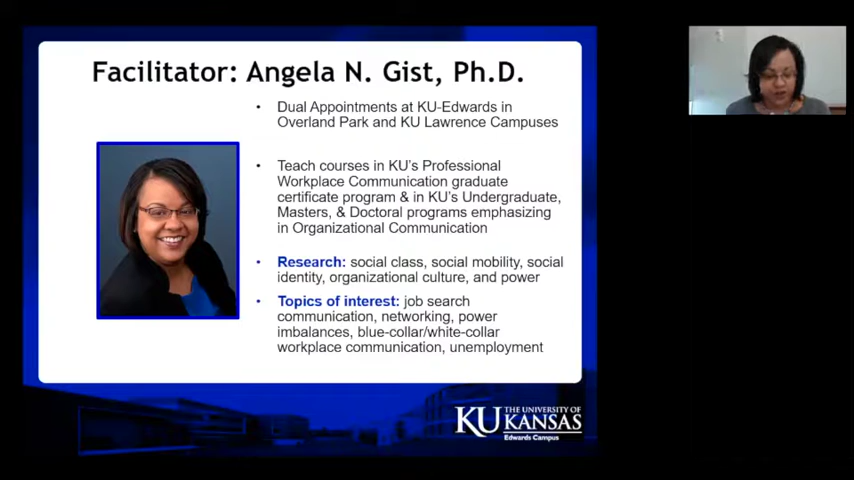 Facilitator: Angela N. Gist, Ph.D.
• Dual Appointments at KU-Edwards in
Overland Park and KU Lawrence Campuses
• Teach courses in KU's Professional
Workplace Communication graduate
certificate program & in KU's Undergraduate,
Masters, & Doctoral programs emphasizing
in Organizational Communication
• Research: social class, social mobility, social
identity, organizational culture, and power
• Topics of interest: job search
communication, networking, power
imbalances, blue-collar/white-collar
workplace communication, unemployment
KU THE UNIVERSITY OF
KANSAS
Edwards Campus